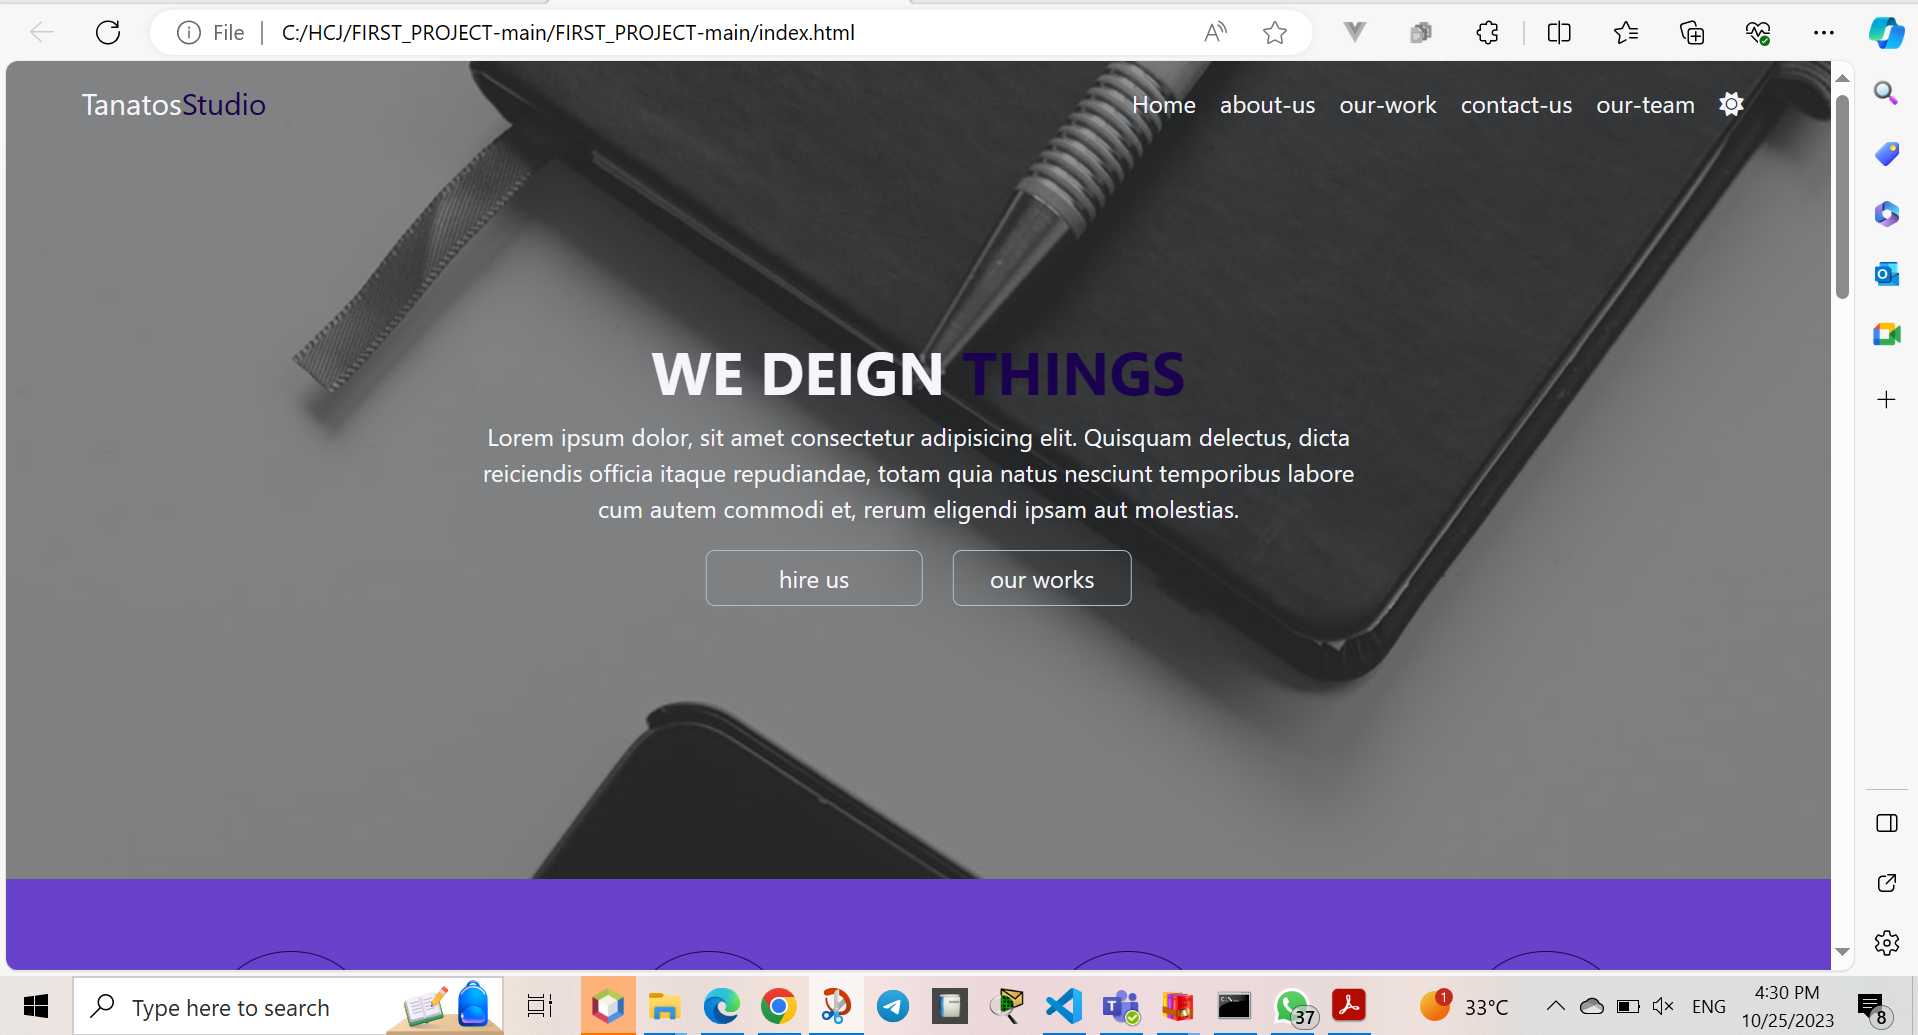 File C:/HCJ/FIRST_PROJECT-main/FIRST_PROJECT-main/index.html
TanatosStudio
Home about-us our-work contact-us our-team
WE DEIGN THINGS
Lorem ipsum dolor, sit amet consectetur adipisicing elit. Quisquam delectus, dicta
reiciendis officia itaque repudiandae, totam quia natus nesciunt temporibus labore
cum autem commodi et, rerum eligendi ipsam aut molestias.
hire us our works
Type here to search
37
1
33°C
ENG
4:30 PM
10/25/2023
8